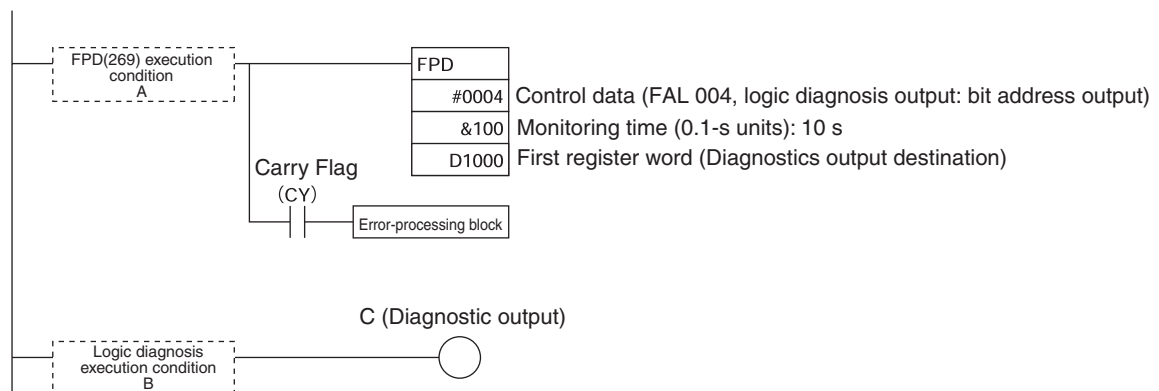 FPD(269) execution
condition
A
FPD
#0004 Control data (FAL 004, logic diagnosis output: bit address output)
&100 Monitoring time (0.1-s units): 10 s
D1000 First register word (Diagnostics output destination)
Carry Flag
(CY)
Error-processing block
C (Diagnostic output)
Logic diagnosis
execution condition
B